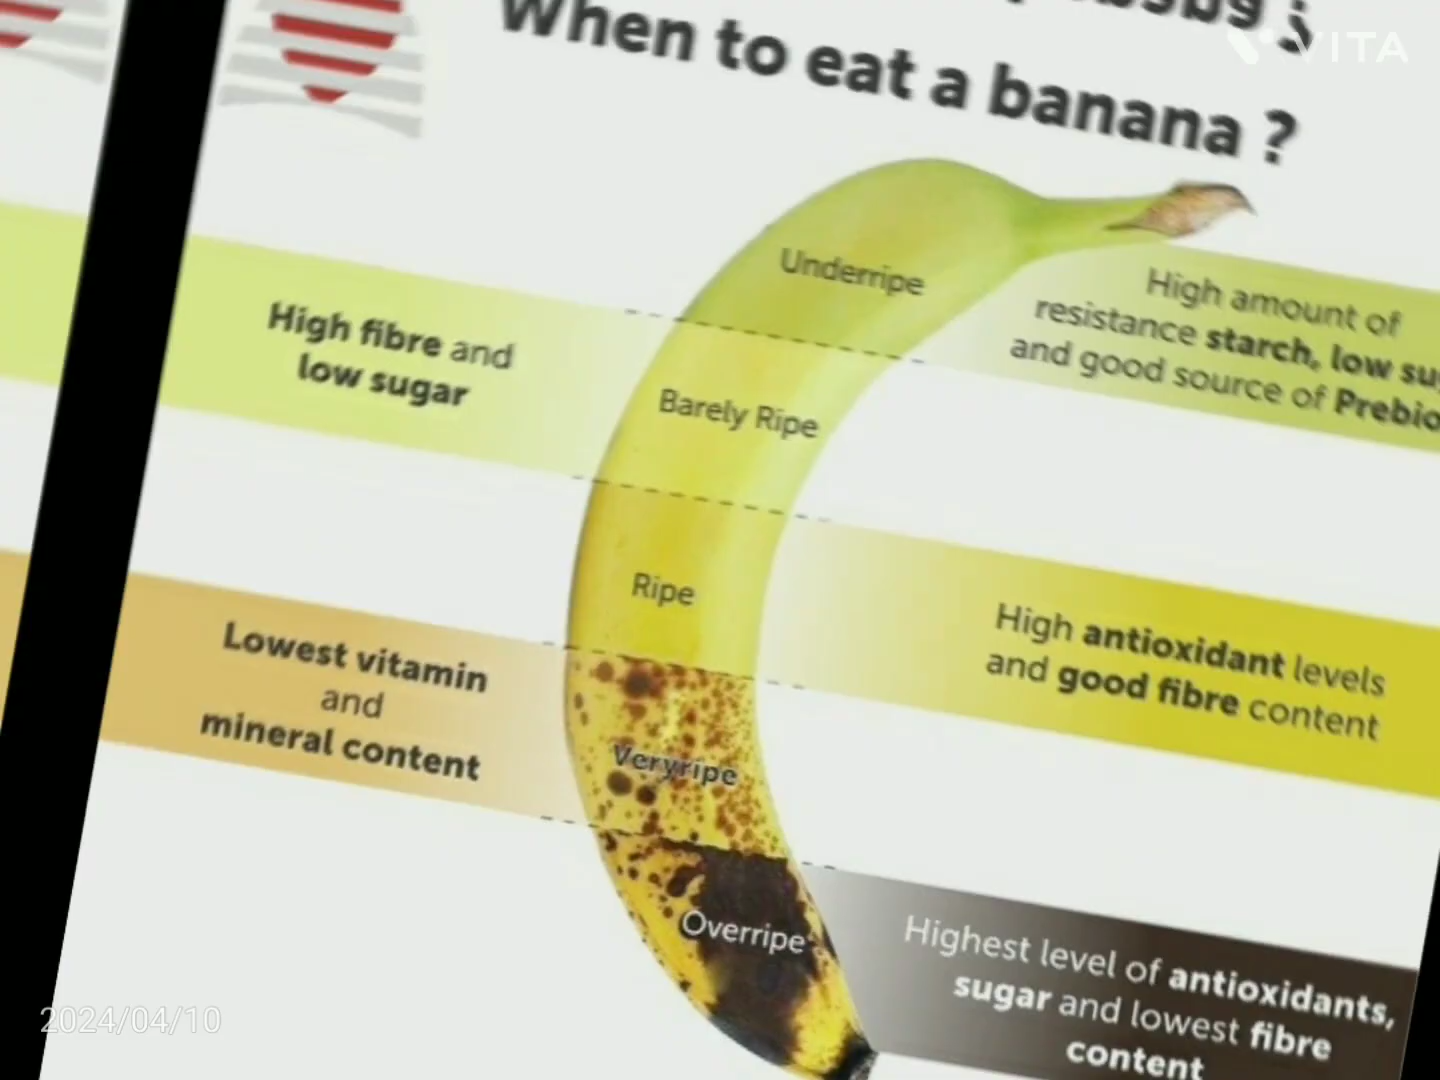 VITA
When to eat a banana ?
Underripe
High amount of
resistance starch, low
and good source of
High fibre and
low sugar
Barely Ripe
Ripe
High antioxidant levels
and good fibre content
Lowest vitamin
and
mineral content
Veryripe
Overripe
Highest level of antioxidants,
sugar and lowest fibre
content
2024/04/10